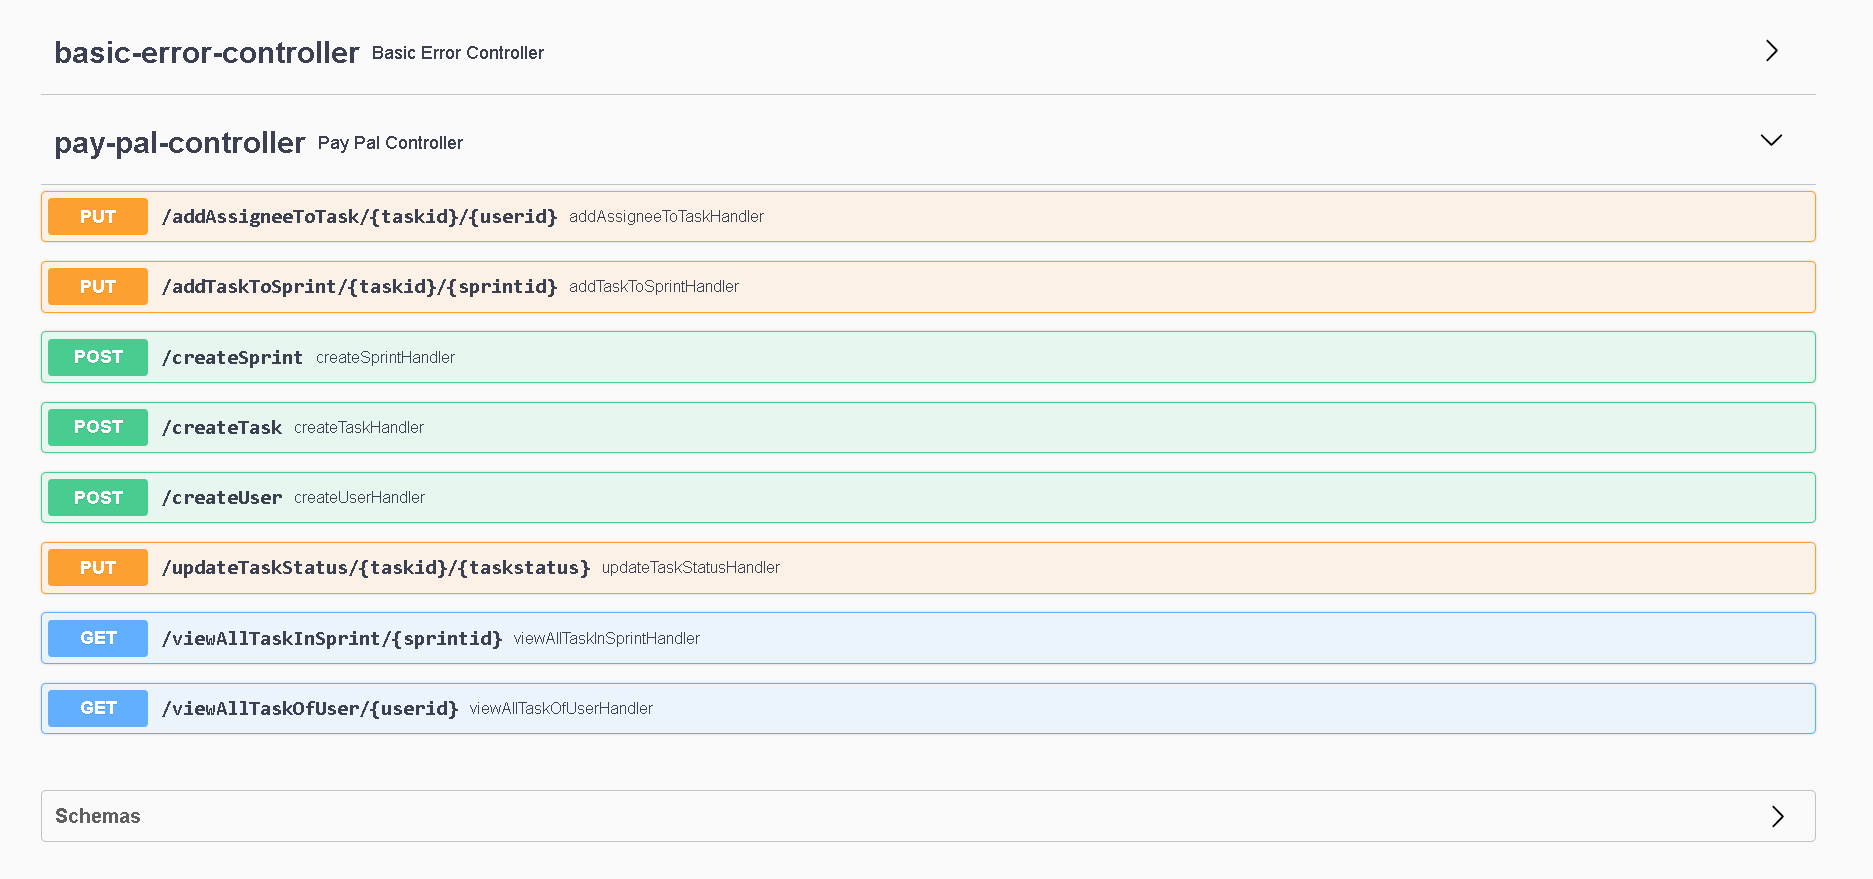 basic-error-controller Basic Error Controller
pay-pal-controller Pay Pal Controller
PUT /addAssigneeToTask/{taskid}/{userid} addAssigneeToTaskHandler
PUT /addTaskToSprint/{taskid}/{sprintid} addTaskToSprintHandler
POST /createSprint createSprintHandler
POST /createTask createTaskHandler
POST /createUser createUserHandler
PUT /updateTaskStatus/{taskid}/{taskstatus} updateTaskStatusHandler
GET /viewAllTaskInSprint/{sprintid} viewAllTaskInSprintHandler
GET /viewAllTaskOfUser/{userid} viewAllTaskOfUserHandler
Schemas